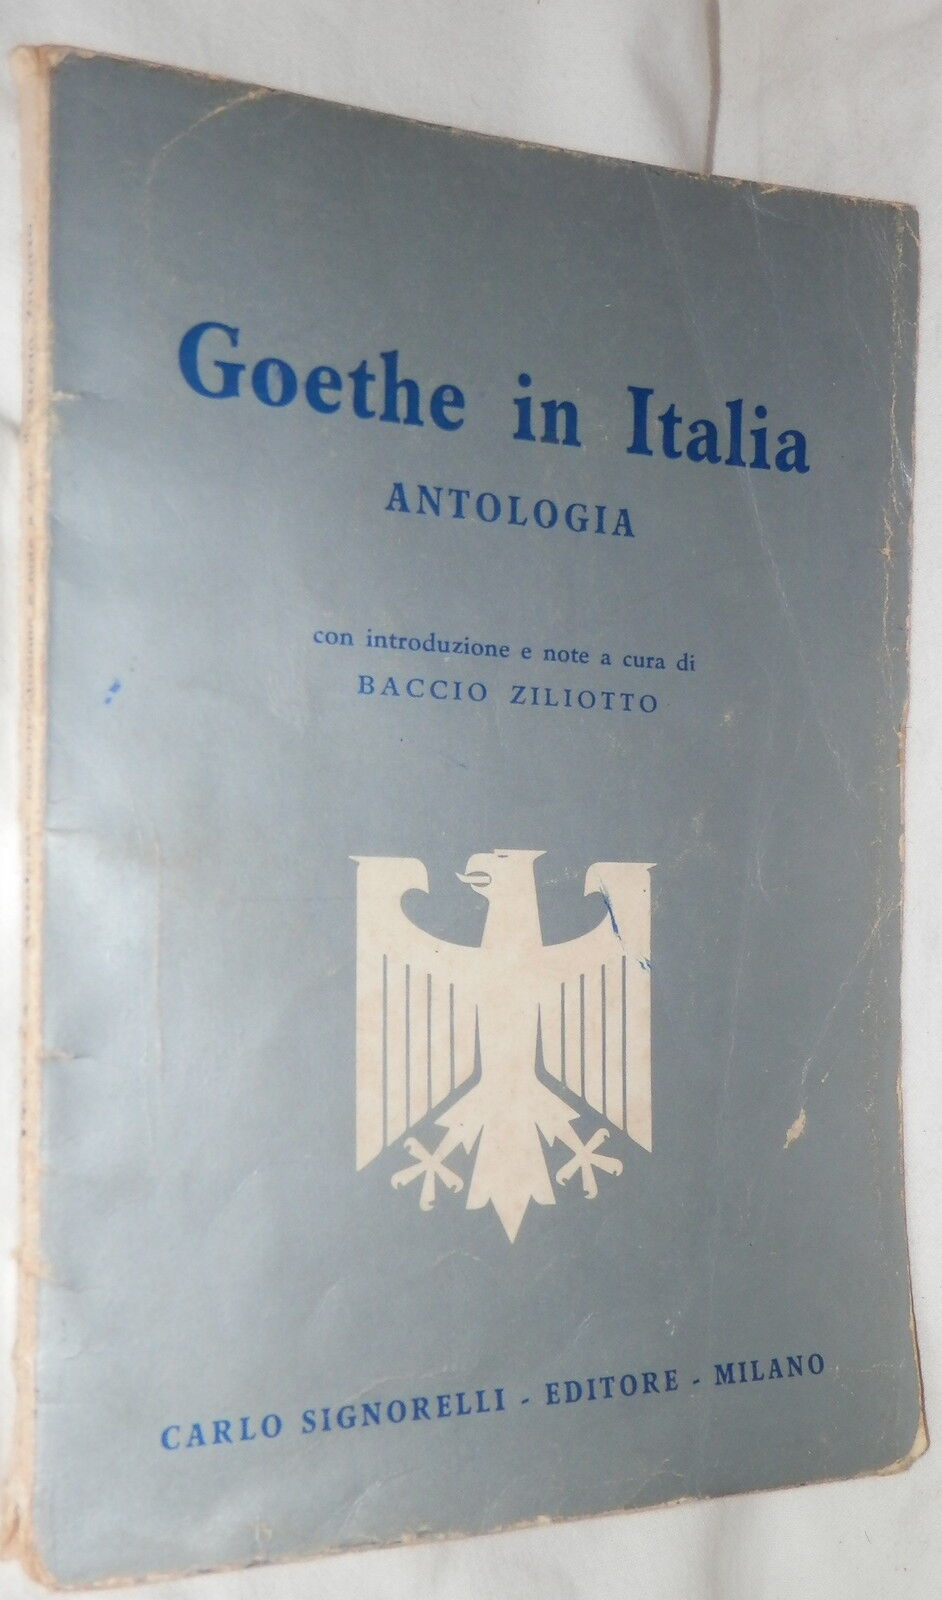 Goethe in Italia
ANTOLOGIA
con introduzione e note a cura di
BACCIO ZILIOTTO
CARLO SIGNORELLI - EDITORE - MILANO